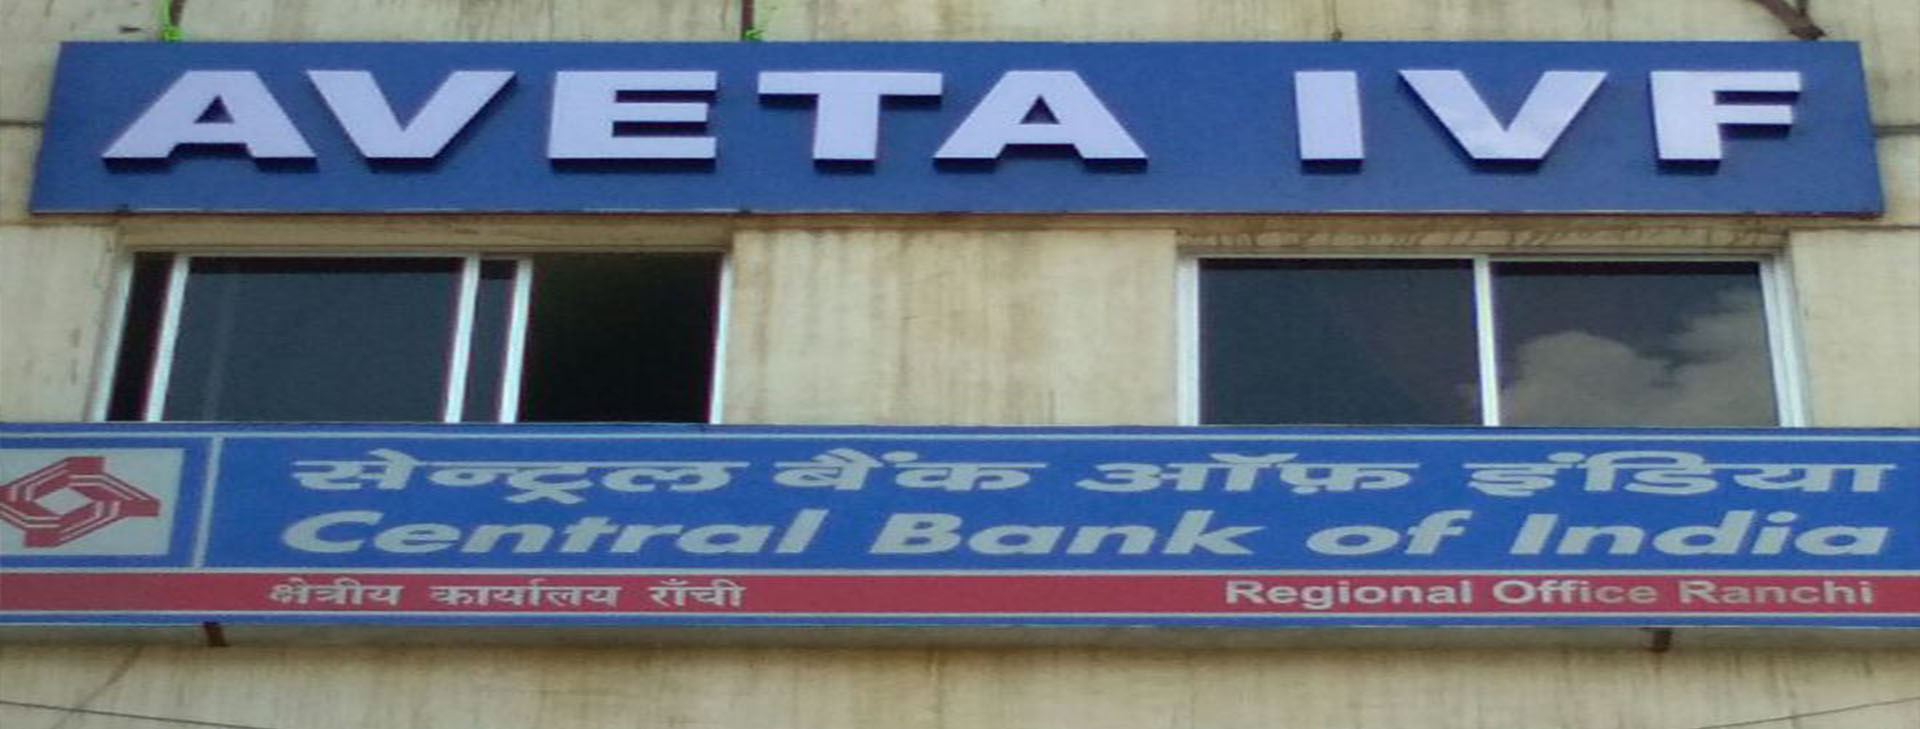 AVETA IVF
सेन्ट्रल बैंक ऑफ़ इंडिया
Central Bank of India
क्षेत्रीय कार्यालय राँची
Regional Office Ranchi